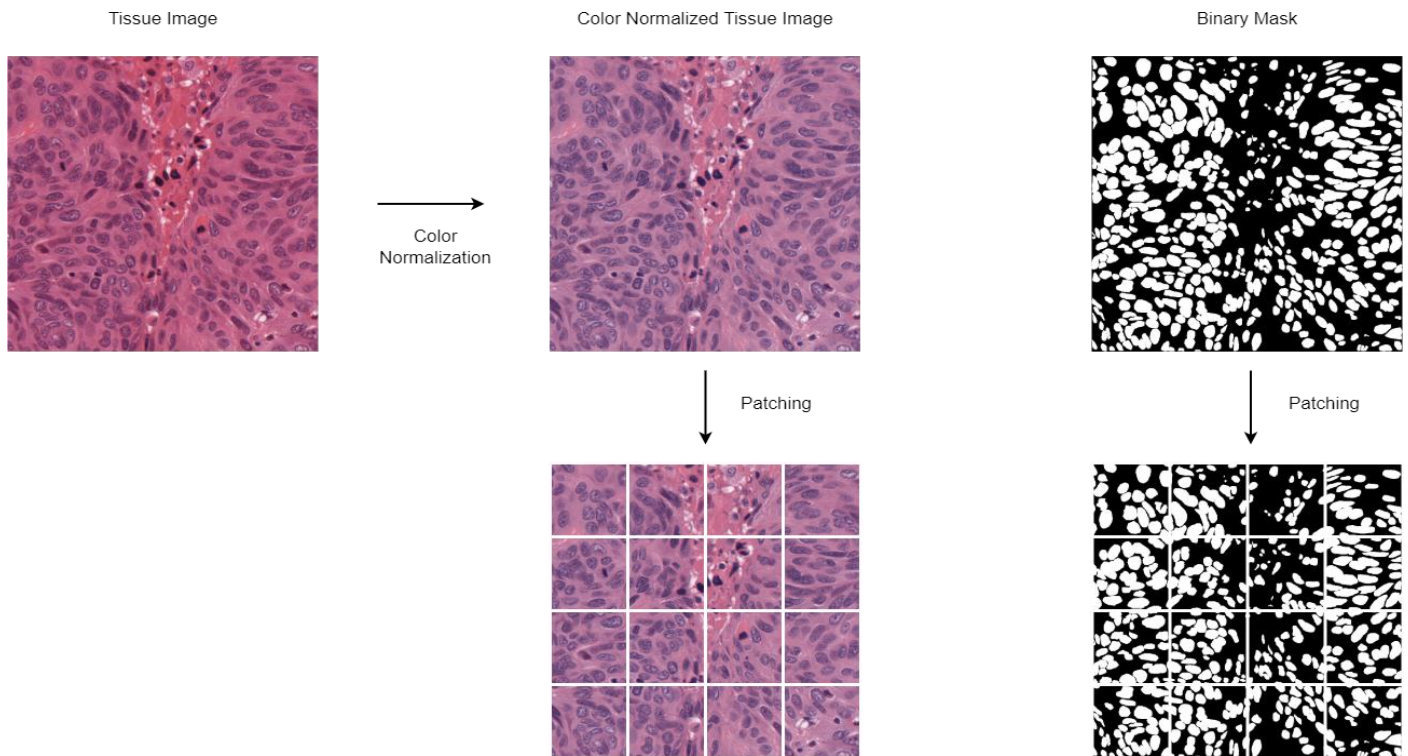 Tissue Image
Color Normalized Tissue Image
Binary Mask
Color
Normalization
Patching
Patching